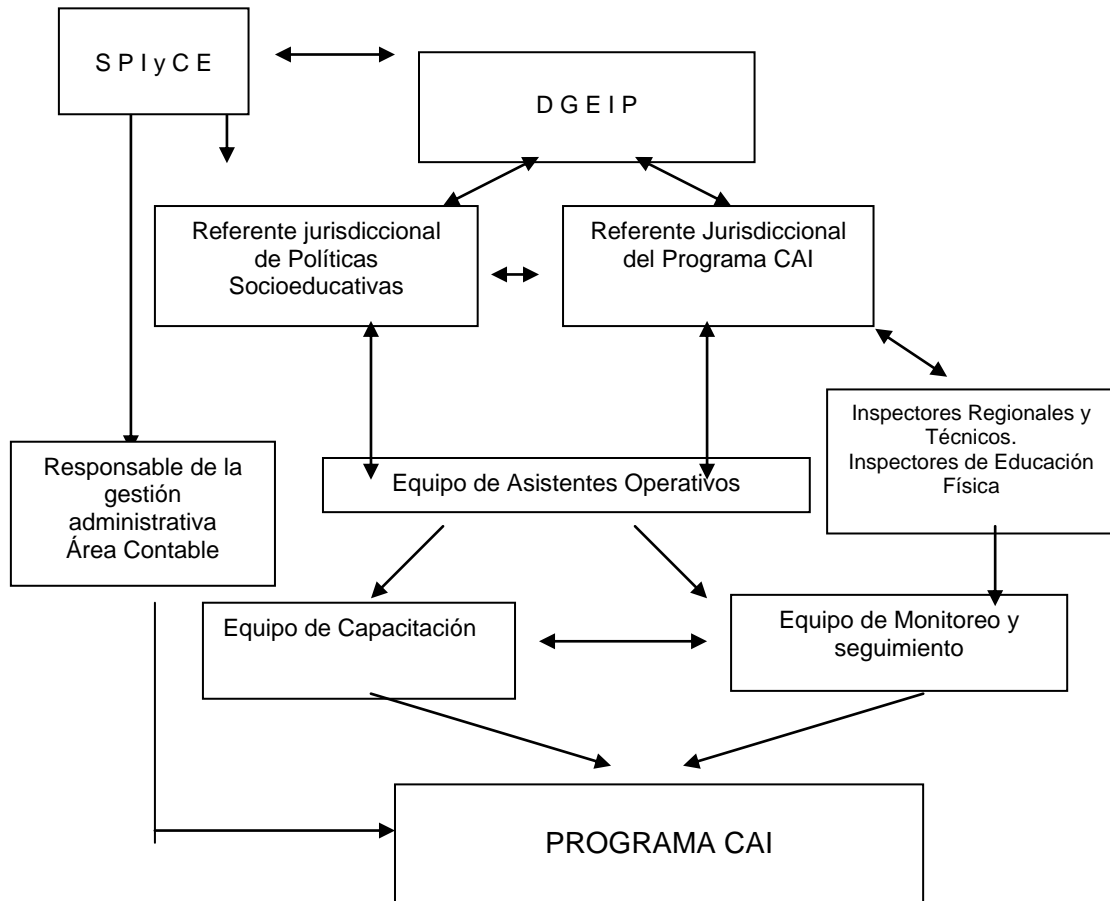 S P I y C E
D G E I P
Referente jurisdiccional
de Políticas
Socioeducativas
Referente Jurisdiccional
del Programa CAI
Inspectores Regionales y
Técnicos.
Inspectores de Educación
Física
Responsable de la
gestión
administrativa
Área Contable
Equipo de Asistentes Operativos
Equipo de Capacitación
Equipo de Monitoreo y
seguimiento
PROGRAMA CAI